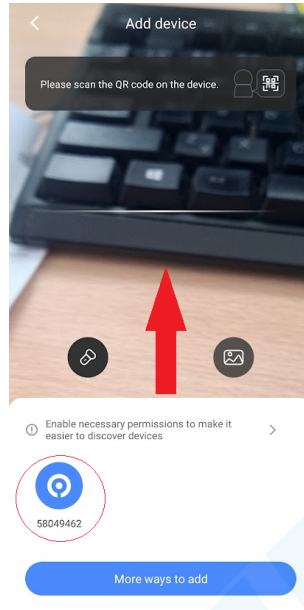 Add device
Please scan the QR code on the device.
Enable necessary permissions to make it
easier to discover devices
58049462
More ways to add